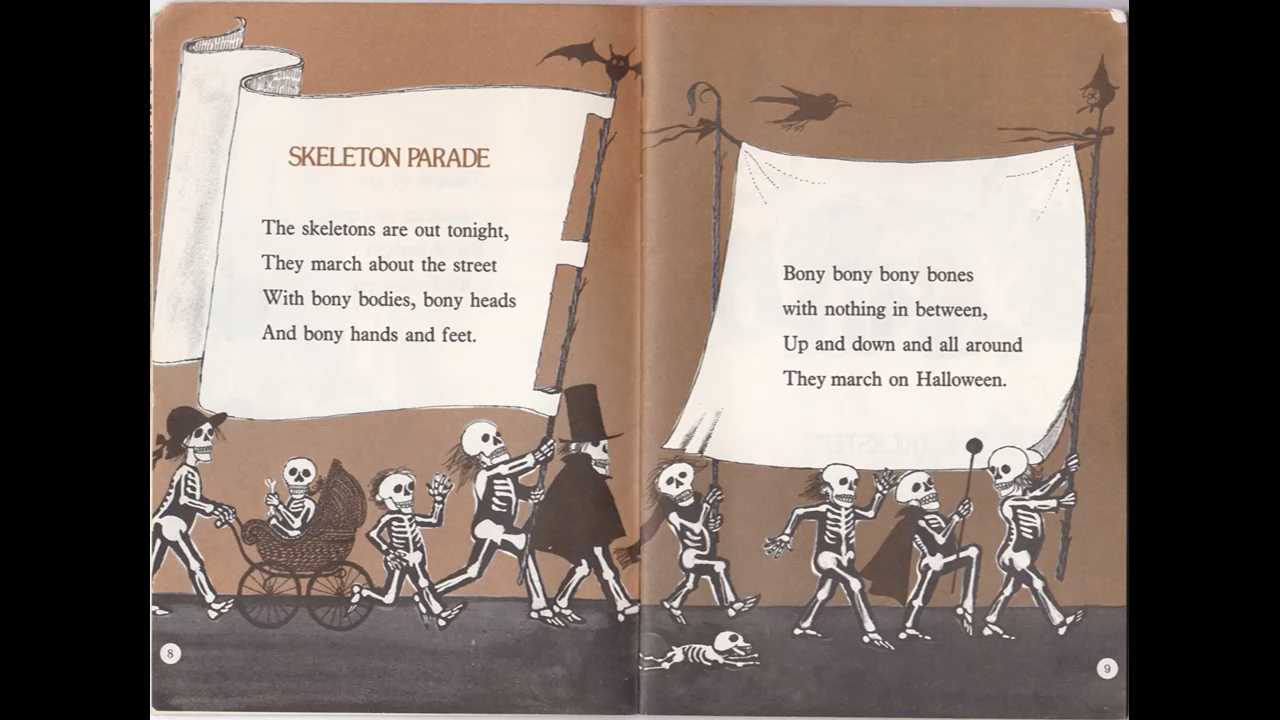 SKELETON PARADE
The skeletons are out tonight,
They march about the street
With bony bodies, bony heads
And bony hands and feet.
8
Bony bony bony bones
with nothing in between,
Up and down and all around
They march on Halloween.
9